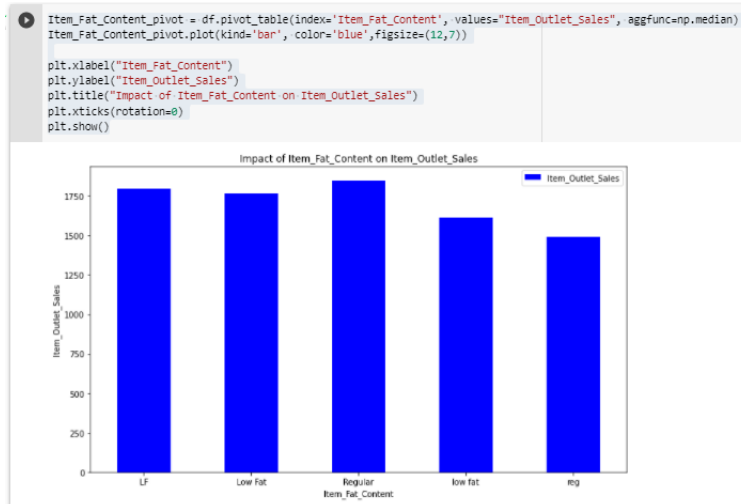 Item_Fat_Content_pivot = df.pivot_table(index='Item_Fat_Content', values="Item_Outlet_Sales", aggfunc=np.median)
Item_Fat_Content_pivot.plot(kind='bar', color='blue',figsize=(12,7))
plt.xlabel("Item_Fat_Content")
plt.ylabel("Item_Outlet_Sales")
plt.title("Impact of Item_Fat_Content on Item_Outlet_Sales")
plt.xticks(rotation=0)
plt.show()
Impact of Item_Fat_Content on Item_Outlet_Sales
Item_Outlet_Sales
1750
1500
1250
1000
750
500
250
0
Item_Outlet_Sales
LF Low Fat Regular low fat reg
Item_Fat_Content